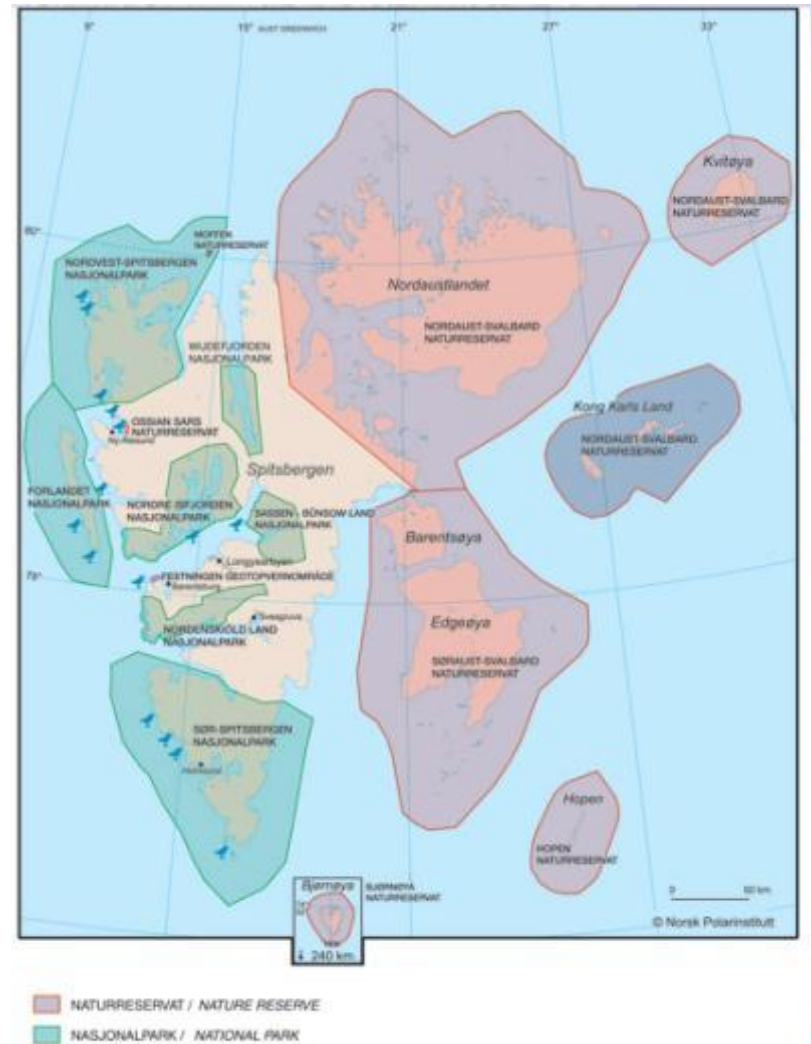 9°
15°
ØUST GREENWICH
21°
27°
33°
Kvitøya
NORDAUST-SVALBARD
NATURRESERVAT
80°
MOFFEN
NATURRESERVAT
NORDVEST-SPITSBERGEN
NASJONALPARK
Nordaustlandet
NORDAUST-SVALBARD
NATURRESERVAT
WIJDEFJORDEN
NASJONALPARK
Kong Karls Land
NORDAUST-SVALBARD
NATURRESERVAT
OSSIAN SARS
NATURRESERVAT
Ny-Ålesund
Spitsbergen
FORLANDET
NASJONALPARK
NORDRE ISFJORDEN
NASJONALPARK
SASSEN - BÜNSOW LAND
NASJONALPARK
Barentsøya
Longyearbyen
78°
FESTNINGEN GEOTOPVERNOMRÅDE
Barentsburg
Sveagruva
NORDENSKIÖLD LAND
NASJONALPARK
Edgeøya
SØRAUST-SVALBARD
NATURRESERVAT
SØR-SPITSBERGEN
NASJONALPARK
Hornsund
Hopen
HOPEN
NATURRESERVAT
Bjørnøya
BJØRNØYA
NATURRESERVAT
240 km
0 50 km
© Norsk Polarinstitutt
NATURRESERVAT / NATURE RESERVE
NASJONALPARK / NATIONAL PARK